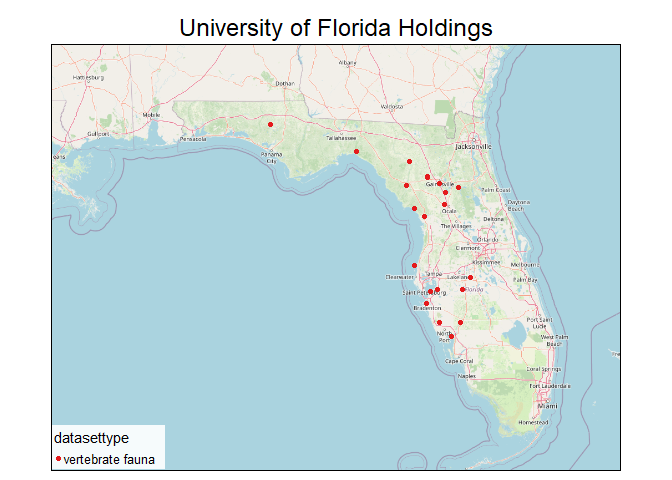 University of Florida Holdings
Albany
Hattiesburg
Dothan
Valdosta
Mobile
Gulfport
Pensacola
Tallahassee
Jacksonville
eans
Panama
City
Gainesville
Palm Coast
Ocala
Daytona
Beach
The Villages
Deltona
Orlando
Clermont
Kissimmee
Melbourne
Clearwater
Tampa
Lakeland
Palm Bay
Saint Petersburg
Florida
Bradenton
North
Port
Port Saint
Lucie
West Palm
Beach
Cape Coral
Coral Springs
Naples
Fort Lauderdale
Miami
Homestead
Fre
datasettype
vertebrate fauna